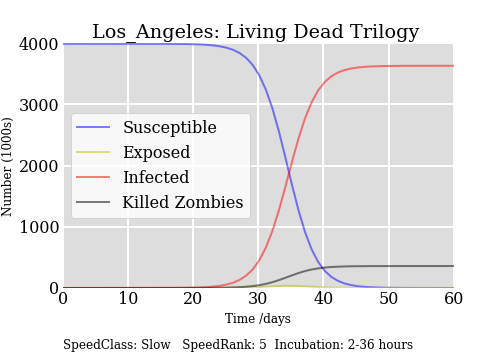 Los_Angeles: Living Dead Trilogy
Number (1000s)
4000
3000
2000
1000
0
Susceptible
Exposed
Infected
Killed Zombies
0 10 20 30 40 50 60
Time /days
SpeedClass: Slow SpeedRank: 5 Incubation: 2-36 hours